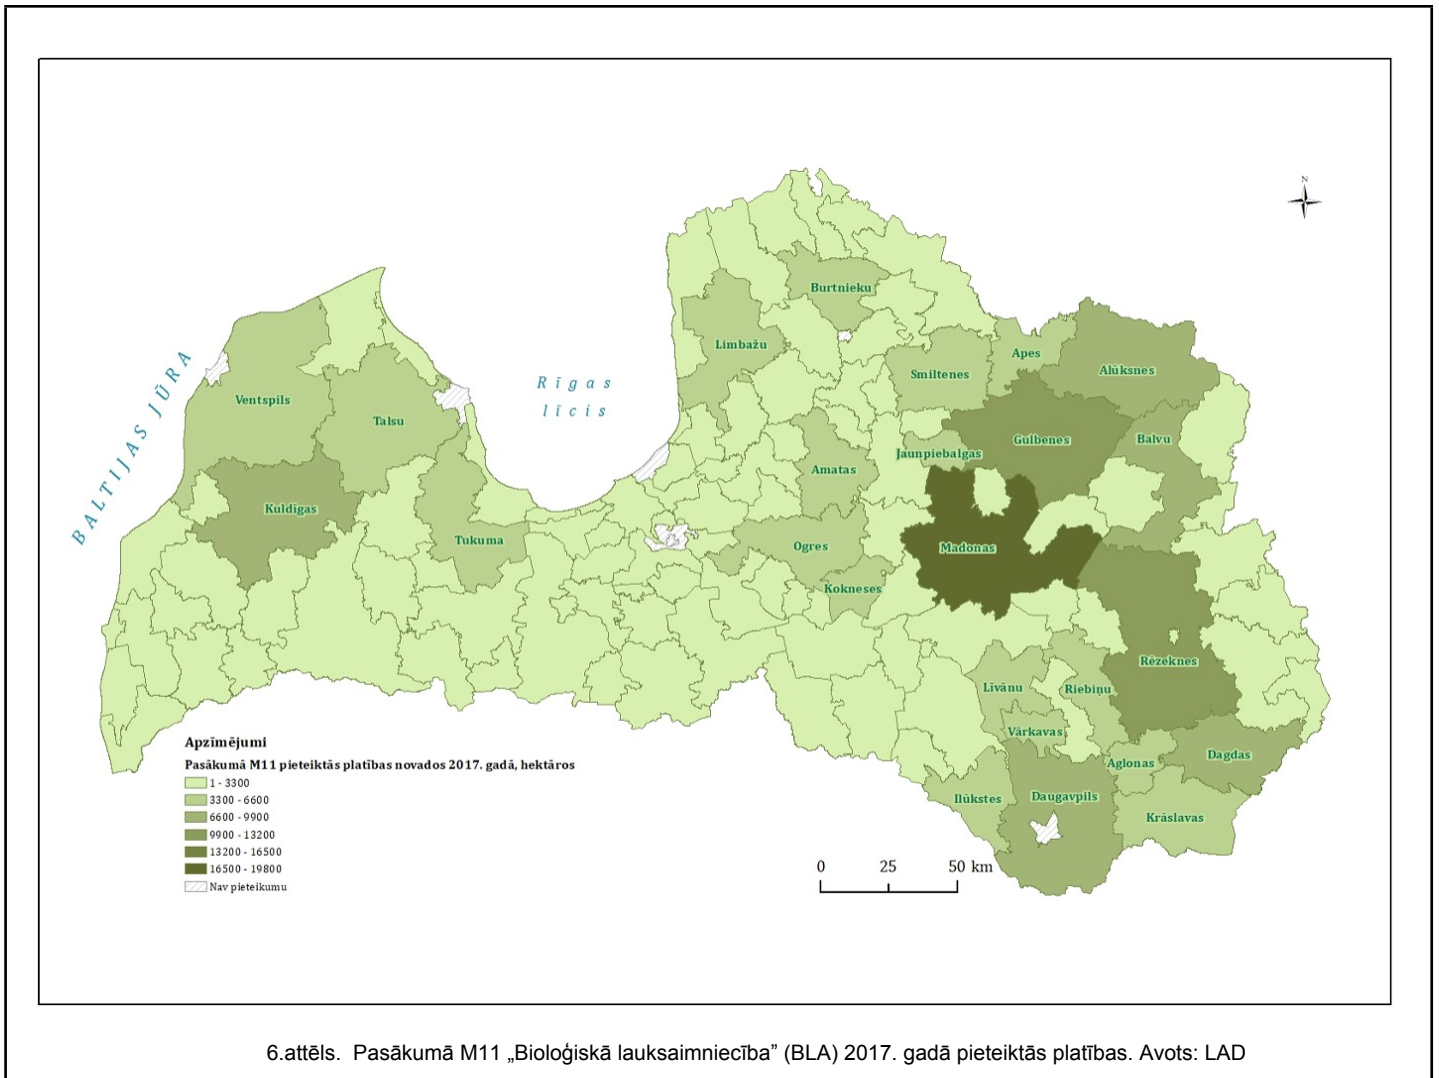 N
Burtnieku
Limbažu
Apes
Smiltenes
Alūksnes
BALTIJAS JŪRA
Rīgas
līcis
Ventspils
Talsu
Gulbenes
Balvu
Jaunpiebalgas
Amatas
Kuldīgas
Tukuma
Ogres
Madonas
Kokneses
Rēzeknes
Līvānu
Riebiņu
Vārkavas
Aglonas
Dagdas
Ilūkstes
Daugavpils
Krāslavas
Apzīmējumi
Pasākumā M11 pieteiktās platības novados 2017. gadā, hektāros
1 - 3300
3300 - 6600
6600 - 9900
9900 - 13200
13200 - 16500
16500 - 19800
Nav pieteikumu
0 25 50 km
6.attēls. Pasākumā M11 „Bioloģiskā lauksaimniecība” (BLA) 2017. gadā pieteiktās platības. Avots: LAD